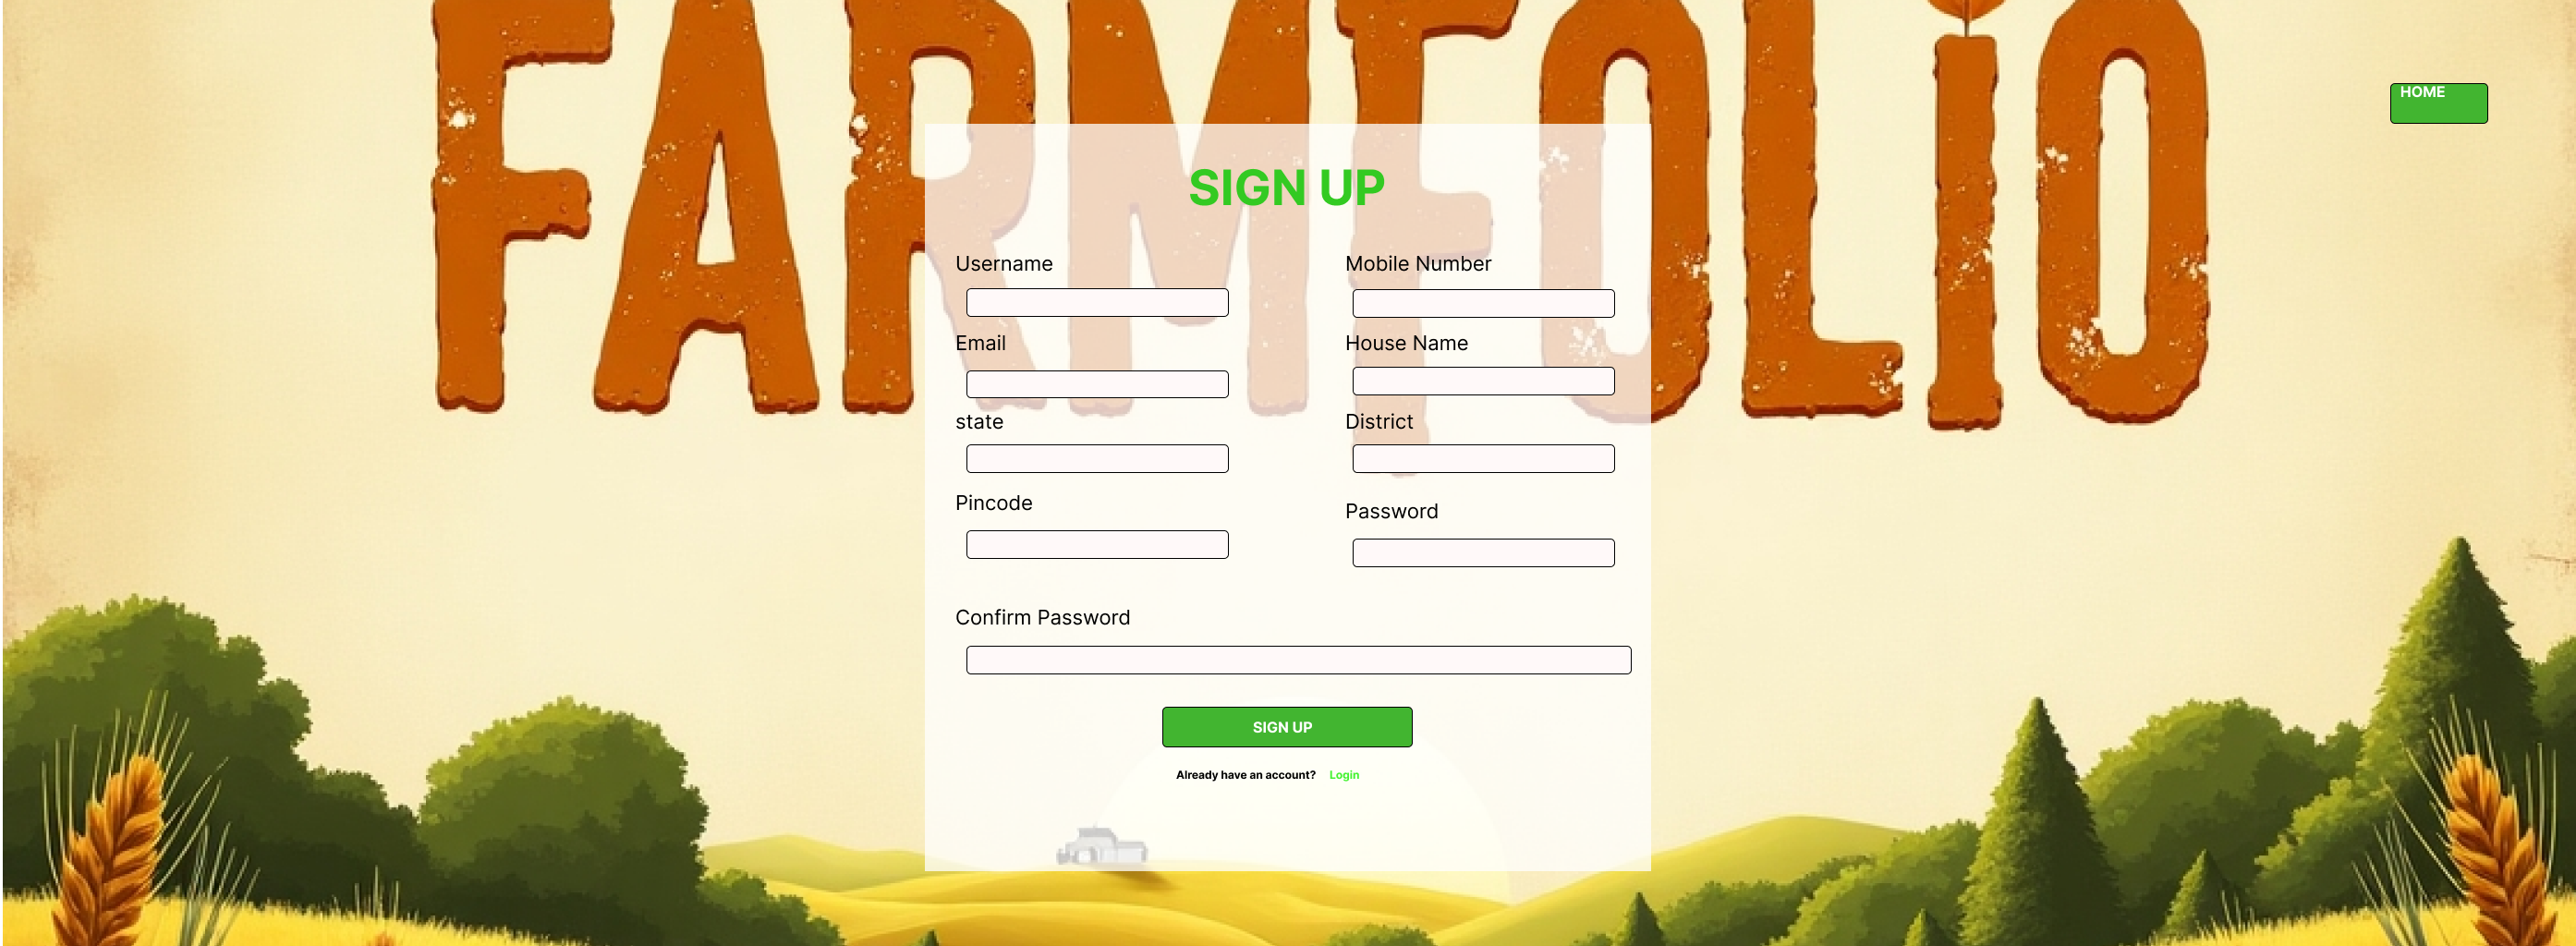 FARMFOLiO
HOME
SIGN UP
Username
Mobile Number
Email
House Name
state
District
Pincode
Password
Confirm Password
SIGN UP
Already have an account? Login